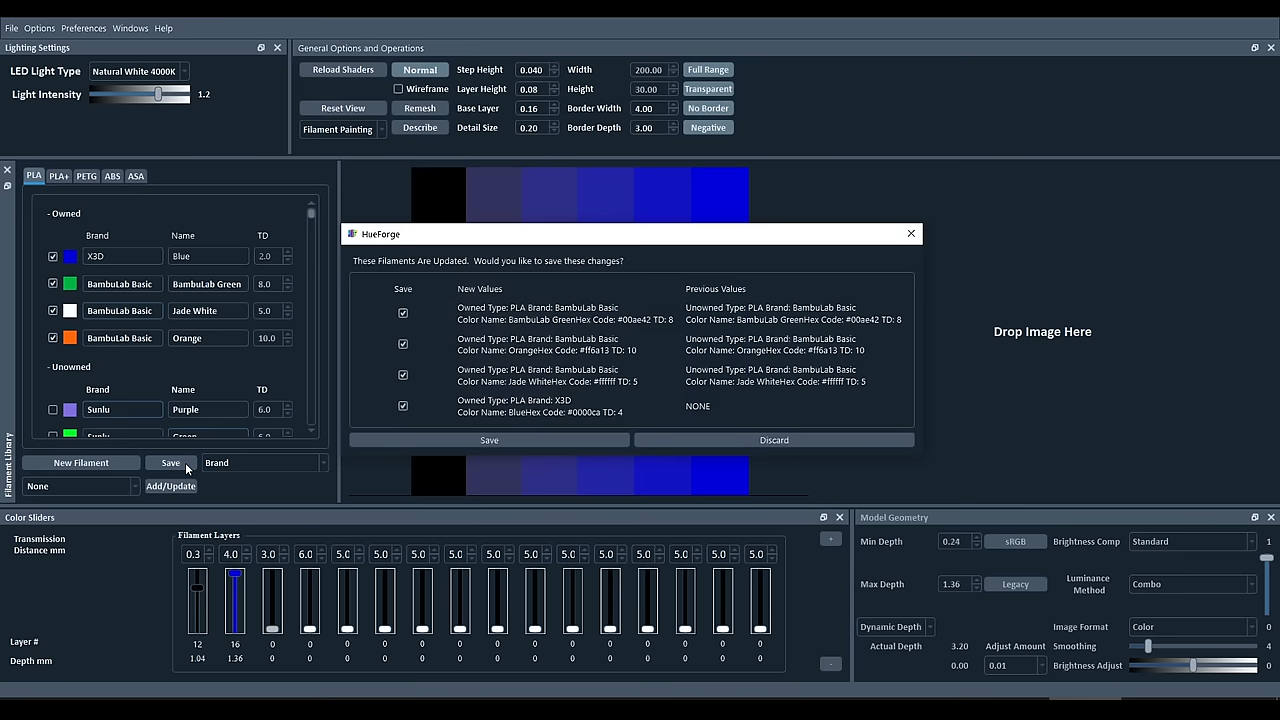 File Options Preferences Windows Help
Lighting Settings
LED Light Type Natural White 4000K
Light Intensity 1.2
General Options and Operations
Reload Shaders Normal Step Height 0.040 Width 200.00 Full Range
Wireframe Layer Height 0.08 Height 30.00 Transparent
Reset View Remesh Base Layer 0.16 Border Width 4.00 No Border
Filament Painting Describe Detail Size 0.20 Border Depth 3.00 Negative
Filament Library
PLA PLA+ PETG ABS ASA
- Owned
Brand Name TD
X3D Blue 2.0
BambuLab Basic BambuLab Green 8.0
BambuLab Basic Jade White 5.0
BambuLab Basic Orange 10.0
- Unowned
Brand Name TD
Sunlu Purple 6.0
Sunlu Green 6.0
New Filament Save Brand
None Add/Update
HueForge
These Filaments Are Updated. Would you like to save these changes?
Save New Values Previous Values
Owned Type: PLA Brand: BambuLab Basic Unowned Type: PLA Brand: BambuLab Basic
Color Name: BambuLab GreenHex Code: #00ae42 TD: 8 Color Name: BambuLab GreenHex Code: #00ae42 TD: 8
Owned Type: PLA Brand: BambuLab Basic Unowned Type: PLA Brand: BambuLab Basic
Color Name: OrangeHex Code: #ff6a13 TD: 10 Color Name: OrangeHex Code: #ff6a13 TD: 10
Owned Type: PLA Brand: BambuLab Basic Unowned Type: PLA Brand: BambuLab Basic
Color Name: Jade WhiteHex Code: #ffffff TD: 5 Color Name: Jade WhiteHex Code: #ffffff TD: 5
Owned Type: PLA Brand: X3D
Color Name: BlueHex Code: #0000ca TD: 4 NONE
Save Discard
Drop Image Here
Color Sliders
Transmission
Distance mm
Filament Layers
0.3 4.0 3.0 6.0 5.0 5.0 5.0 5.0 5.0 5.0 5.0 5.0 5.0 5.0 5.0 5.0
+
Layer # 12 16 0 0 0 0 0 0 0 0 0 0 0 0 0 0
Depth mm 1.04 1.36 0 0 0 0 0 0 0 0 0 0 0 0 0 0
-
Model Geometry
Min Depth 0.24 sRGB Brightness Comp Standard 1
Max Depth 1.36 Legacy Luminance Method Combo
Dynamic Depth Image Format Color 0
Actual Depth 3.20 Adjust Amount Smoothing 4
0.00 0.01 Brightness Adjust 0